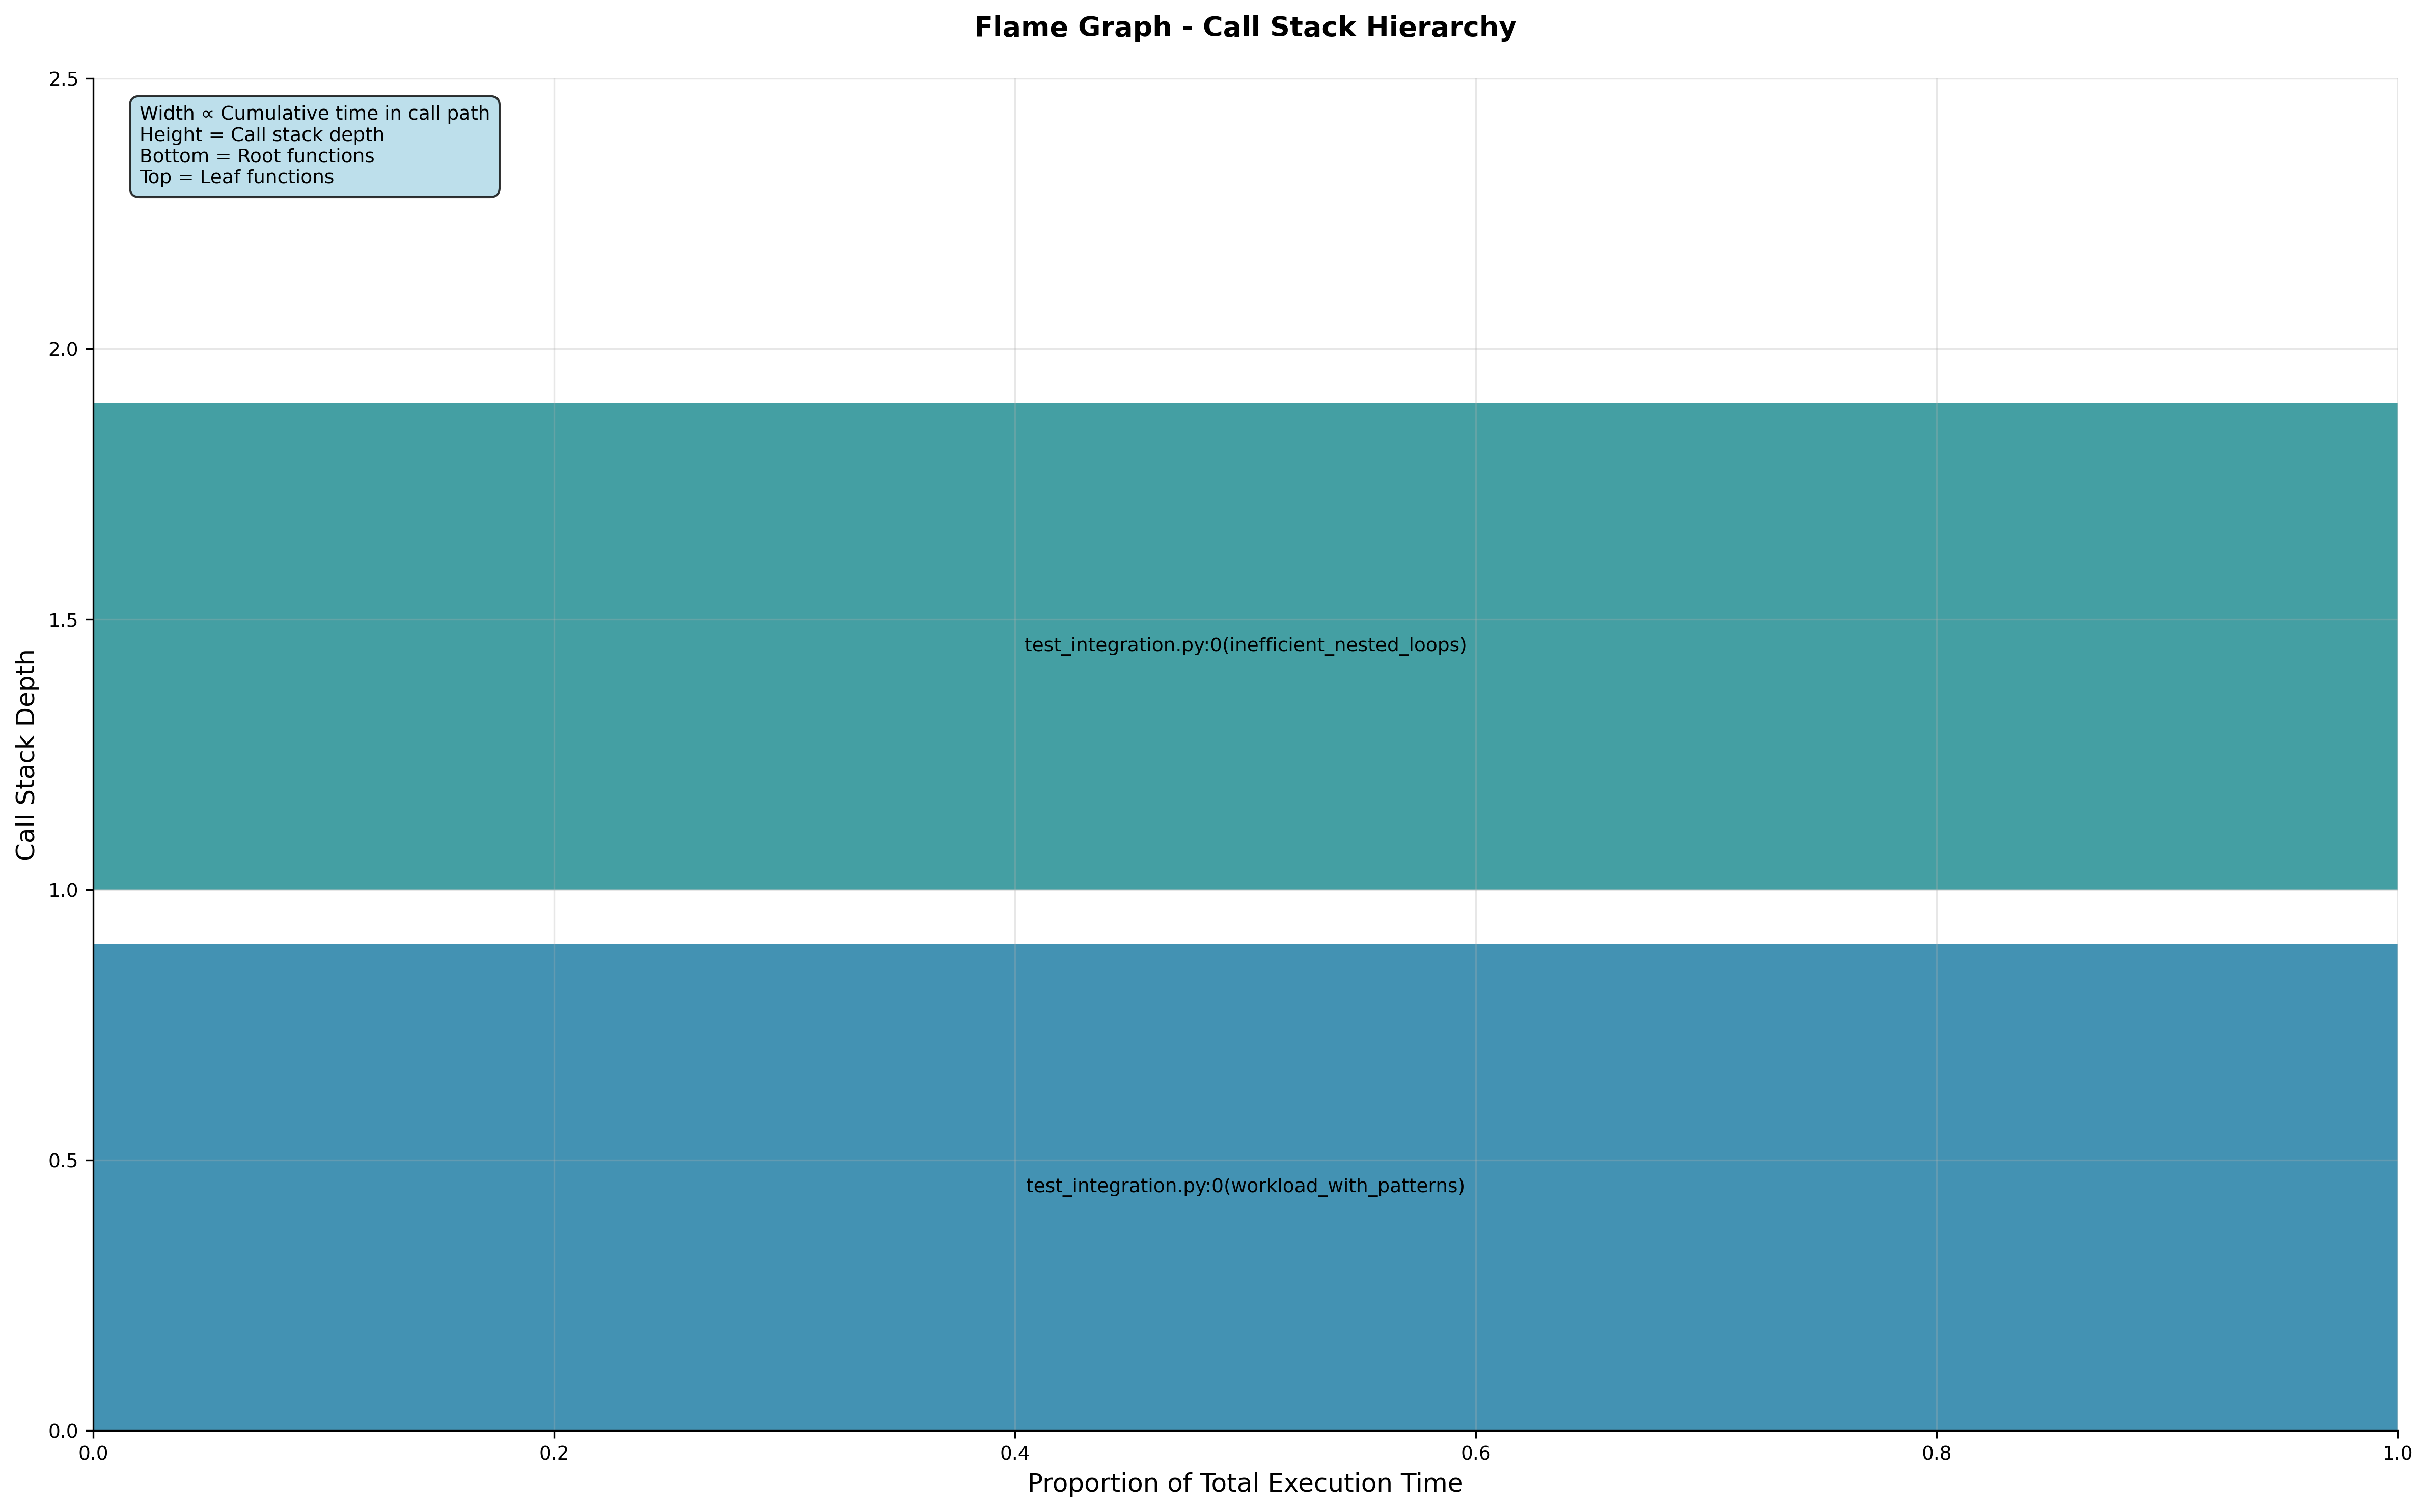 Flame Graph - Call Stack Hierarchy
2.5
Width ∝ Cumulative time in call path
Height = Call stack depth
Bottom = Root functions
Top = Leaf functions
2.0
1.5
test_integration.py:0(inefficient_nested_loops)
Call Stack Depth
1.0
0.5
test_integration.py:0(workload_with_patterns)
0.0
0.0 0.2 0.4 0.6 0.8 1.0
Proportion of Total Execution Time